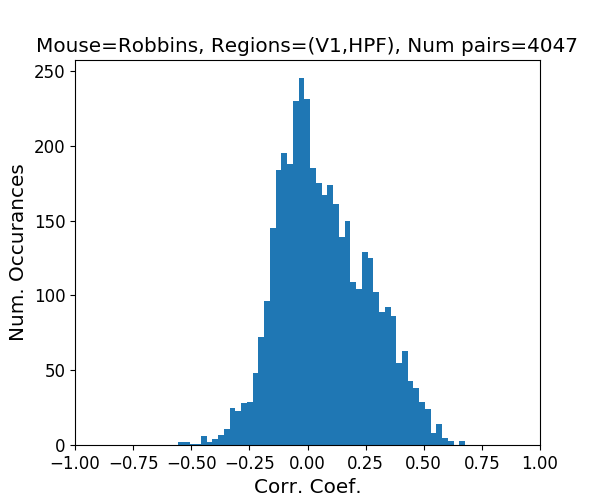 Mouse=Robbins, Regions=(V1,HPF), Num pairs=4047
250
200
150
100
50
0
Num. Occurances
−1.00 −0.75 −0.50 −0.25 0.00 0.25 0.50 0.75 1.00
Corr. Coef.